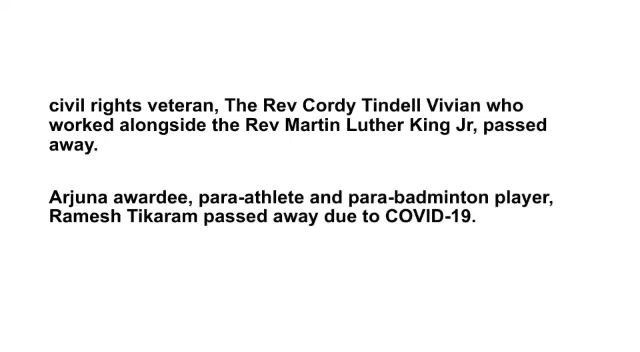 civil rights veteran, The Rev Cordy Tindell Vivian who
worked alongside the Rev Martin Luther King Jr, passed
away.
Arjuna awardee, para-athlete and para-badminton player,
Ramesh Tikaram passed away due to COVID-19.